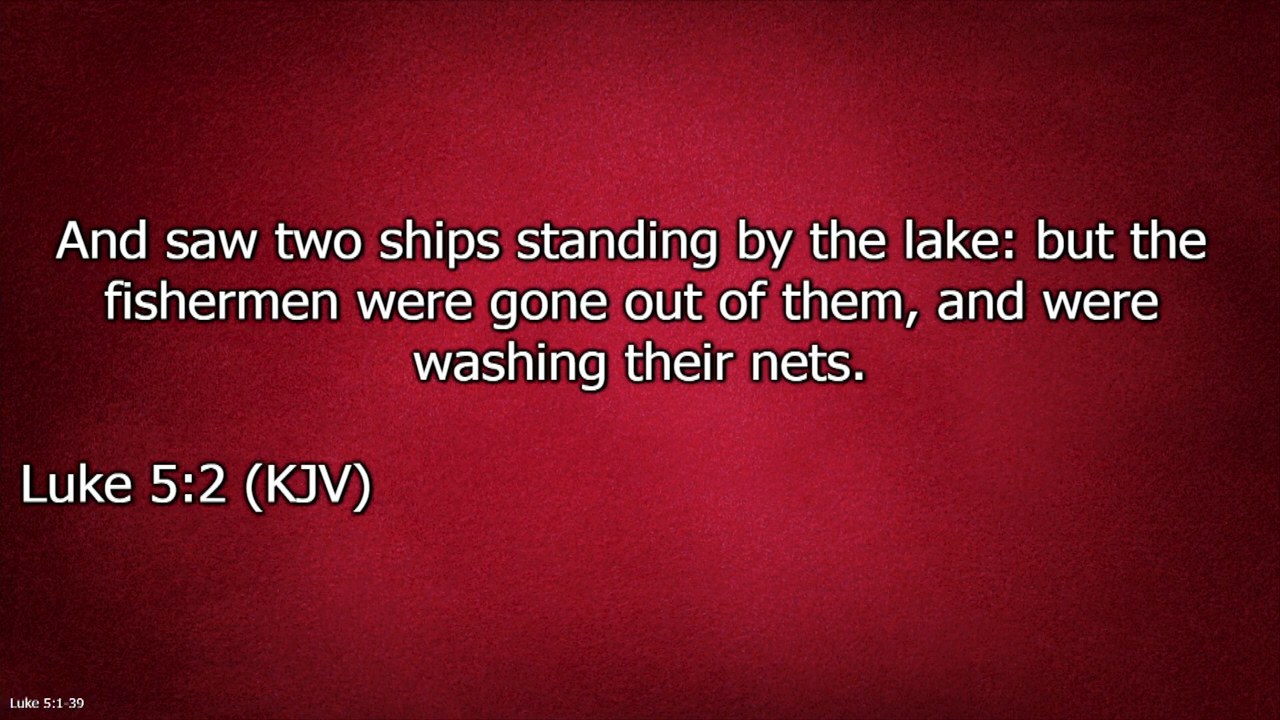 And saw two ships standing by the lake: but the
fishermen were gone out of them, and were
washing their nets.
Luke 5:2 (KJV)
Luke 5:1-39